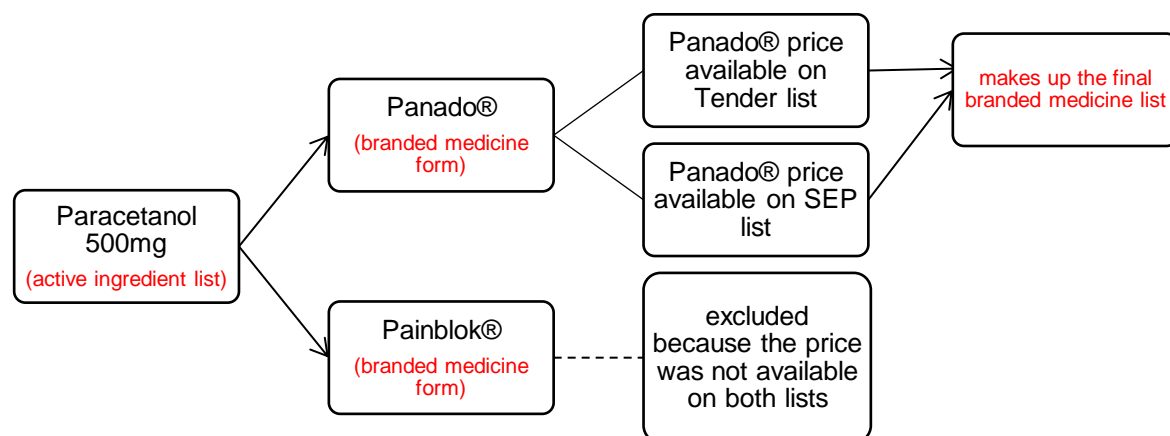 Paracetanol
500mg
(active ingredient list)
Panado®
(branded medicine
form)
Painblok®
(branded medicine
form)
Panado® price
available on
Tender list
Panado® price
available on SEP
list
excluded
because the price
was not available
on both lists
makes up the final
branded medicine list